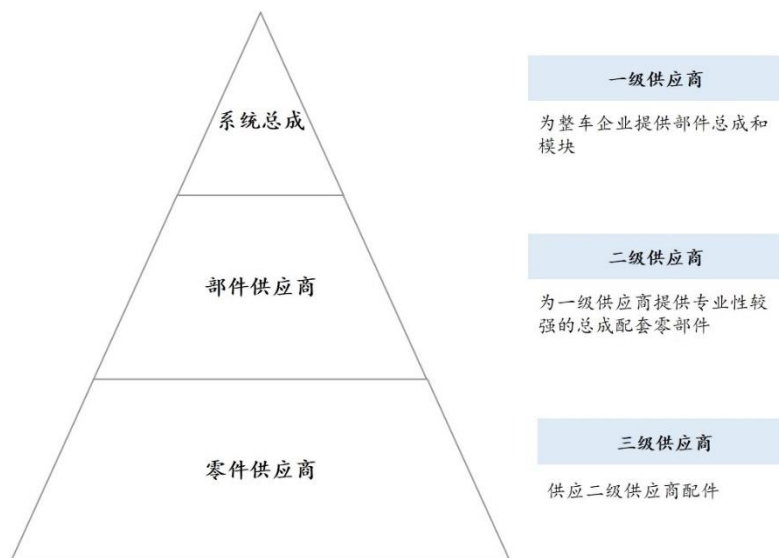 系统总成
一级供应商
为整车企业提供部件总成和
模块
部件供应商
二级供应商
为一级供应商提供专业性较
强的总成配套零部件
零件供应商
三级供应商
供应二级供应商配件